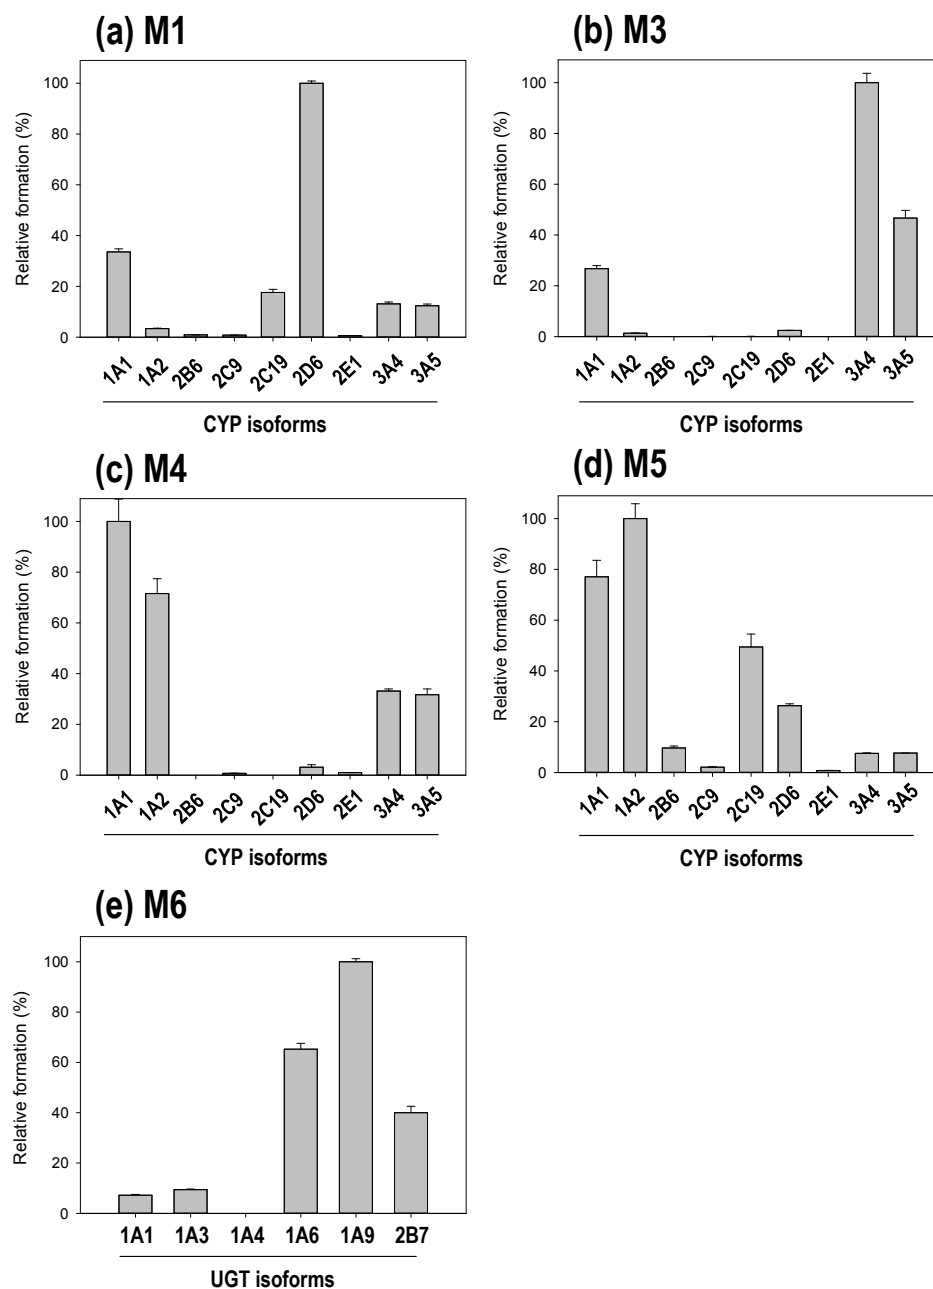 (a) M1
Relative formation (%)
100
80
60
40
20
0
1A1 1A2 2B6 2C9 2C19 2D6 2E1 3A4 3A5
CYP isoforms
(b) M3
Relative formation (%)
100
80
60
40
20
0
1A1 1A2 2B6 2C9 2C19 2D6 2E1 3A4 3A5
CYP isoforms
(c) M4
Relative formation (%)
100
80
60
40
20
0
1A1 1A2 2B6 2C9 2C19 2D6 2E1 3A4 3A5
CYP isoforms
(d) M5
Relative formation (%)
100
80
60
40
20
0
1A1 1A2 2B6 2C9 2C19 2D6 2E1 3A4 3A5
CYP isoforms
(e) M6
Relative formation (%)
100
80
60
40
20
0
1A1 1A3 1A4 1A6 1A9 2B7
UGT isoforms